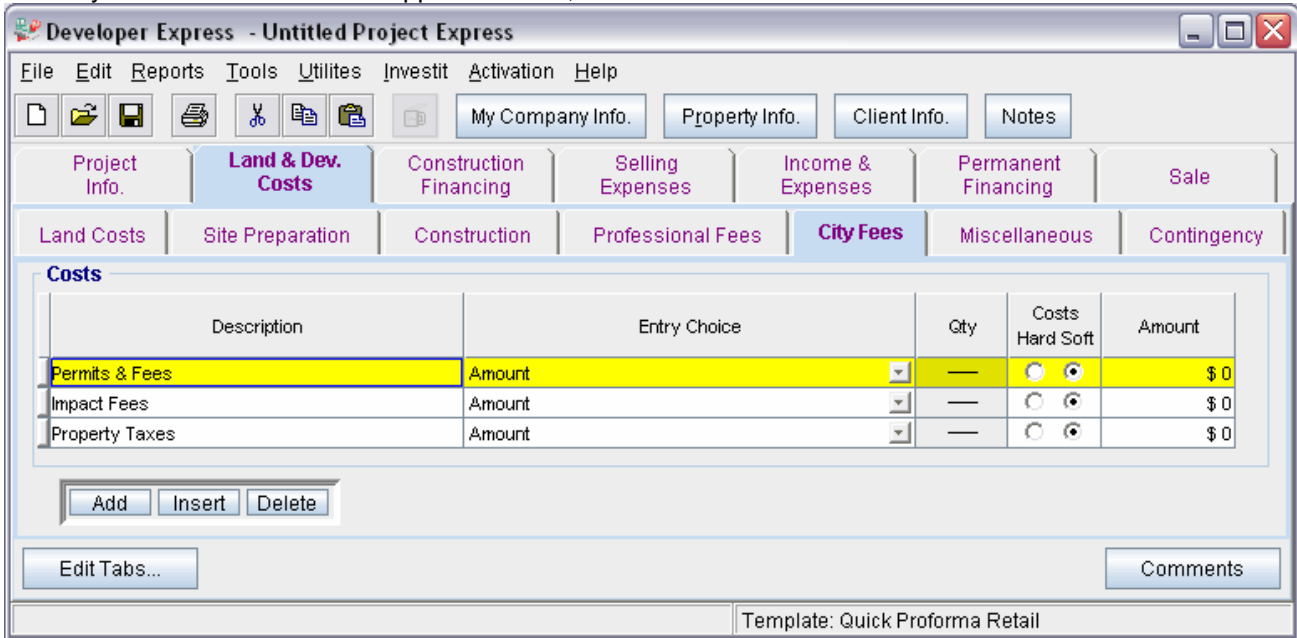 Developer Express - Untitled Project Express
File Edit Reports Tools Utilites Investit Activation Help
My Company Info. Property Info. Client Info. Notes
Project Info. Land & Dev. Costs Construction Financing Selling Expenses Income & Expenses Permanent Financing Sale
Land Costs Site Preparation Construction Professional Fees City Fees Miscellaneous Contingency
Costs
Description Entry Choice Qty Costs Hard Soft Amount
Permits & Fees Amount — $ 0
Impact Fees Amount — $ 0
Property Taxes Amount — $ 0
Add Insert Delete
Edit Tabs... Comments
Template: Quick Proforma Retail